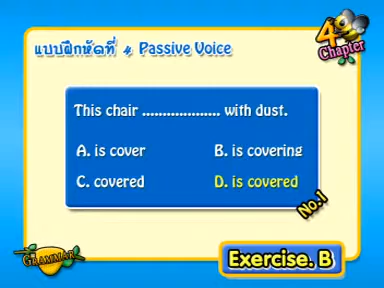 4
Chapter
แบบฝึกหัดที่ 4 Passive Voice
This chair ................... with dust.
A. is cover
B. is covering
C. covered
D. is covered
No.1
GRAMMAR
Exercise. B